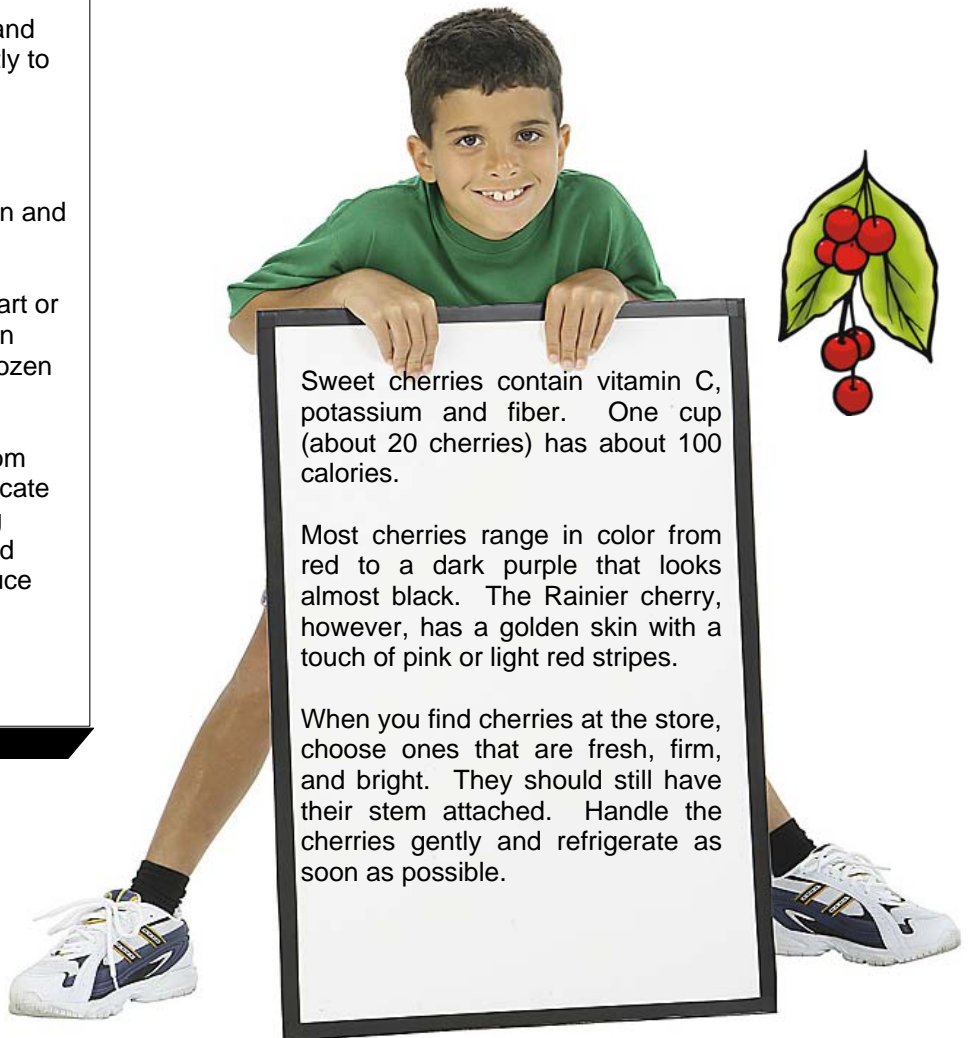 and
ly to
n and
art or
n
ozen
om
cate
g
d
uce
Sweet cherries contain vitamin C,
potassium and fiber. One cup
(about 20 cherries) has about 100
calories.
Most cherries range in color from
red to a dark purple that looks
almost black. The Rainier cherry,
however, has a golden skin with a
touch of pink or light red stripes.
When you find cherries at the store,
choose ones that are fresh, firm,
and bright. They should still have
their stem attached. Handle the
cherries gently and refrigerate as
soon as possible.